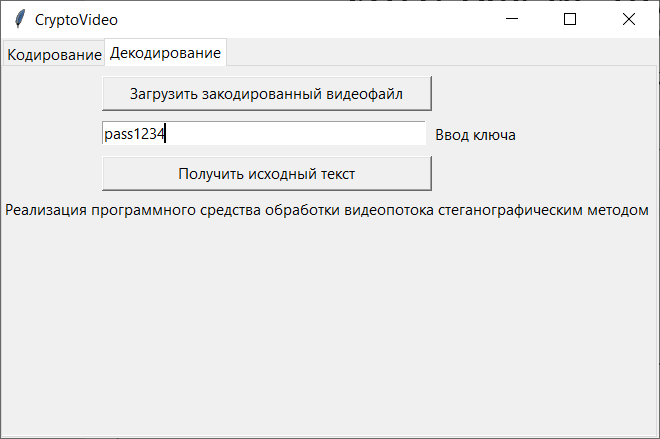 CryptoVideo
Кодирование Декодирование
Загрузить закодированный видеофайл
pass1234 Ввод ключа
Получить исходный текст
Реализация программного средства обработки видеопотока стеганографическим методом